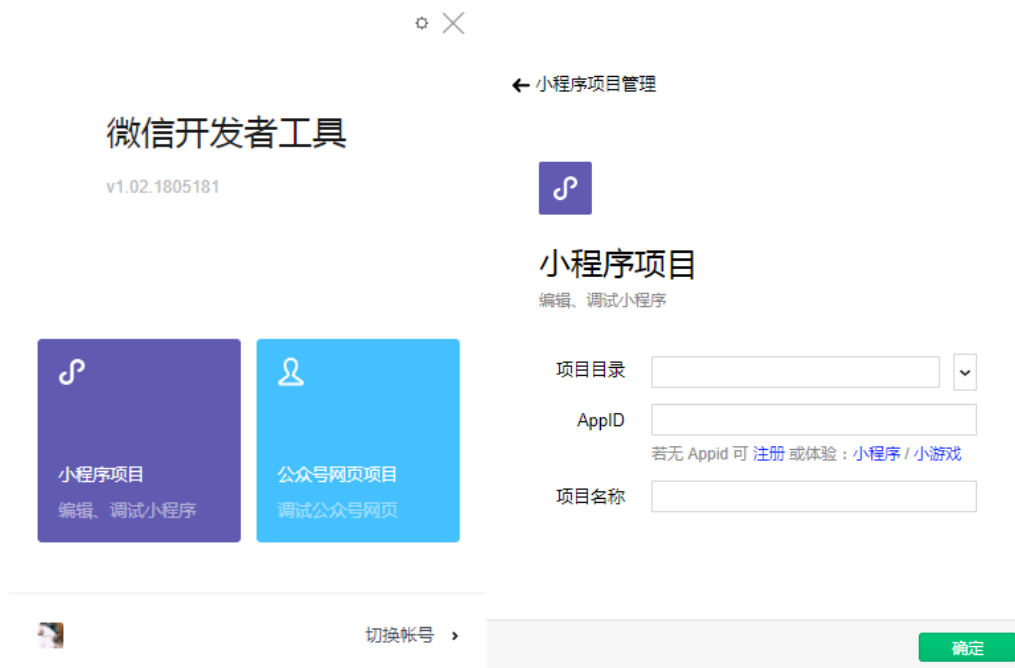 微信开发者工具
v1.02.1805181
小程序项目
编辑、调试小程序
公众号网页项目
调试公众号网页
切换帐号
小程序项目管理
小程序项目
编辑、调试小程序
项目目录
AppID
若无 Appid 可 注册 或体验：小程序 / 小游戏
项目名称
确定